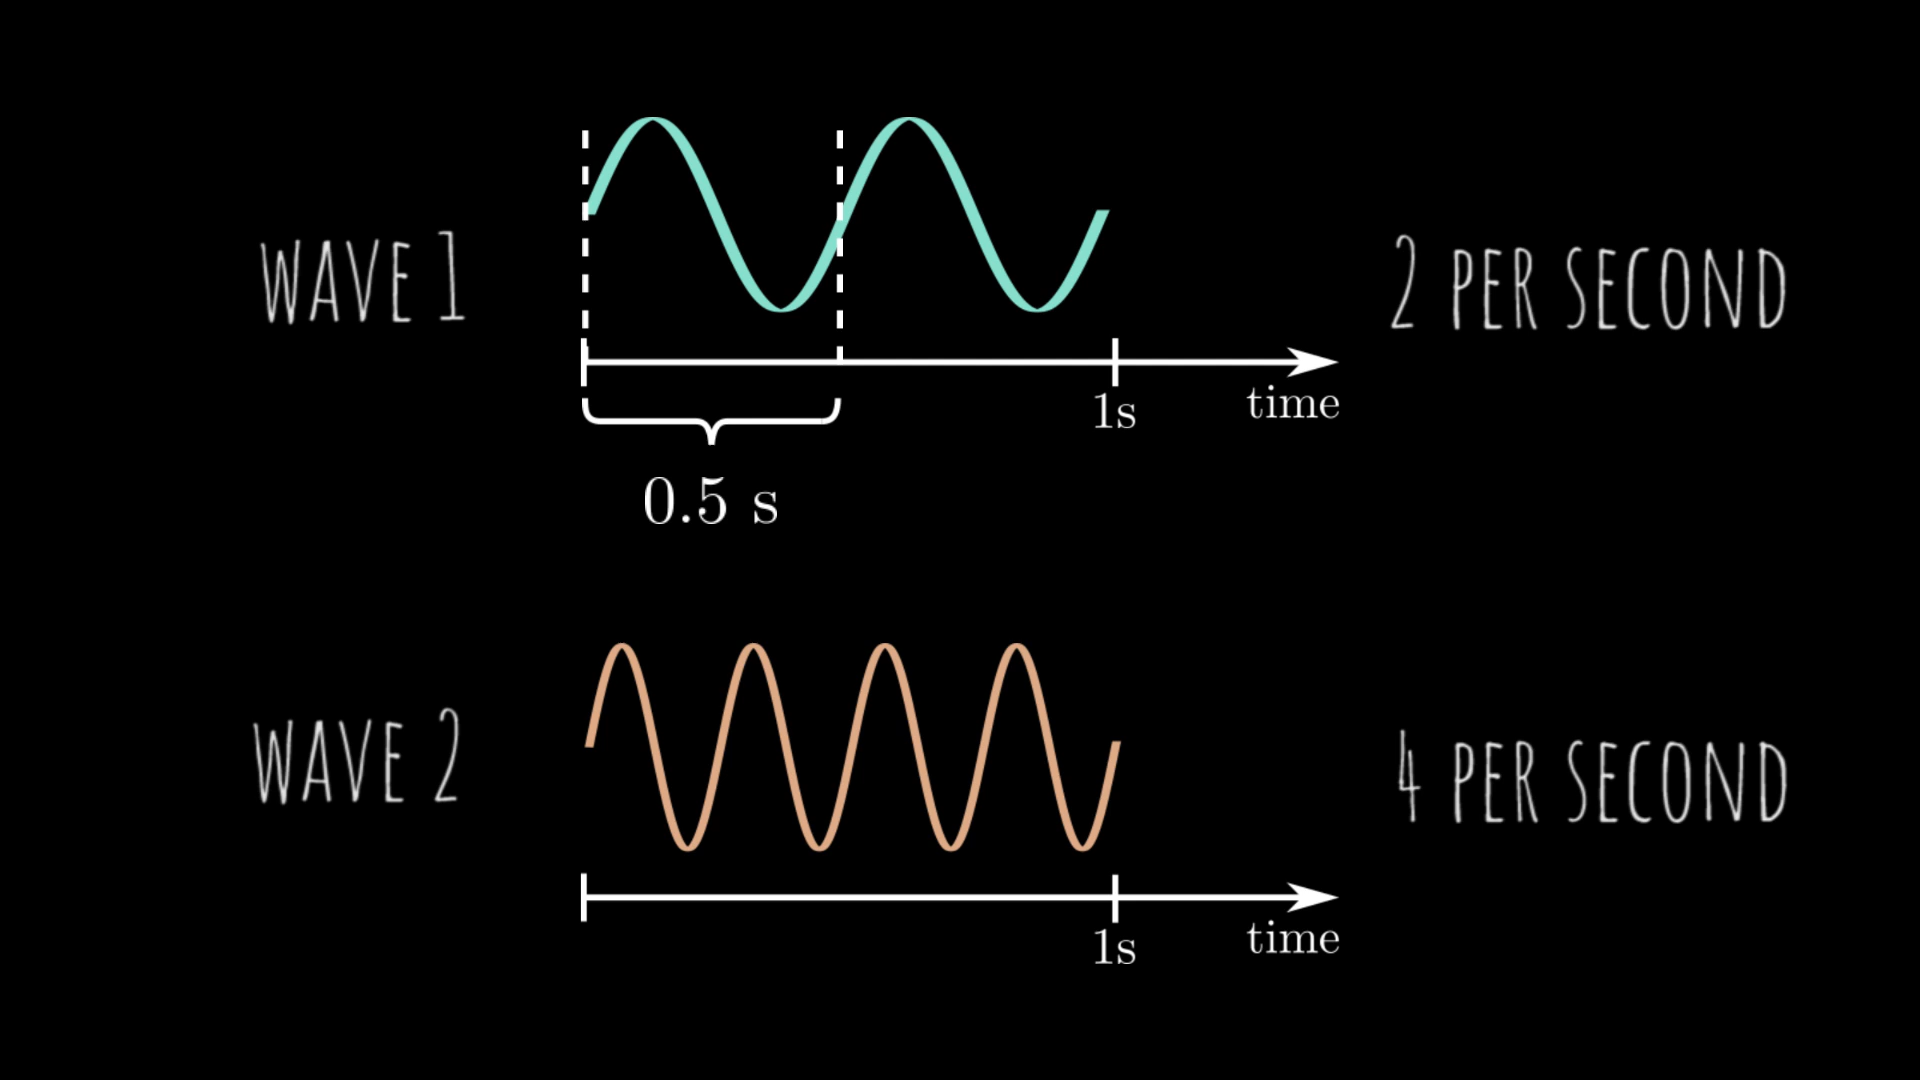 WAVE 1
2 PER SECOND
1s
time
0.5 s
WAVE 2
4 PER SECOND
1s
time